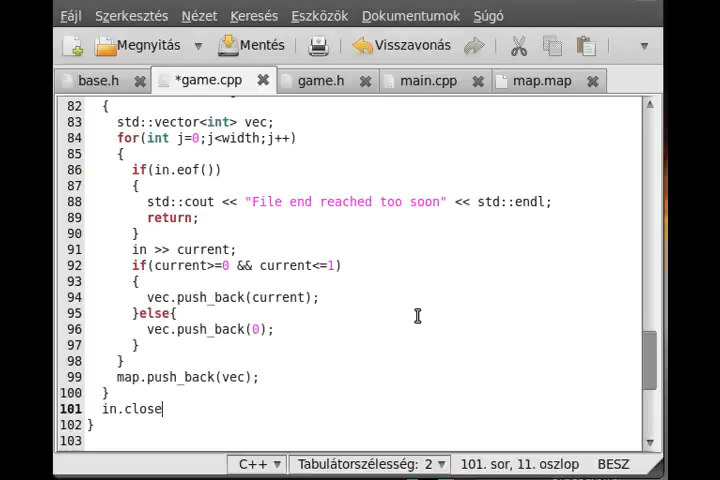 Fájl Szerkesztés Nézet Keresés Eszközök Dokumentumok Súgó
Megnyitás Mentés Visszavonás
base.h *game.cpp game.h main.cpp map.map
82 {
83 std::vector<int> vec;
84 for(int j=0;j<width;j++)
85 {
86 if(in.eof())
87 {
88 std::cout << "File end reached too soon" << std::endl;
89 return;
90 }
91 in >> current;
92 if(current>=0 && current<=1)
93 {
94 vec.push_back(current);
95 }else{
96 vec.push_back(0);
97 }
98 }
99 map.push_back(vec);
100 }
101 in.close
102 }
103
C++ Tabulátorszélesség: 2 101. sor, 11. oszlop BESZ